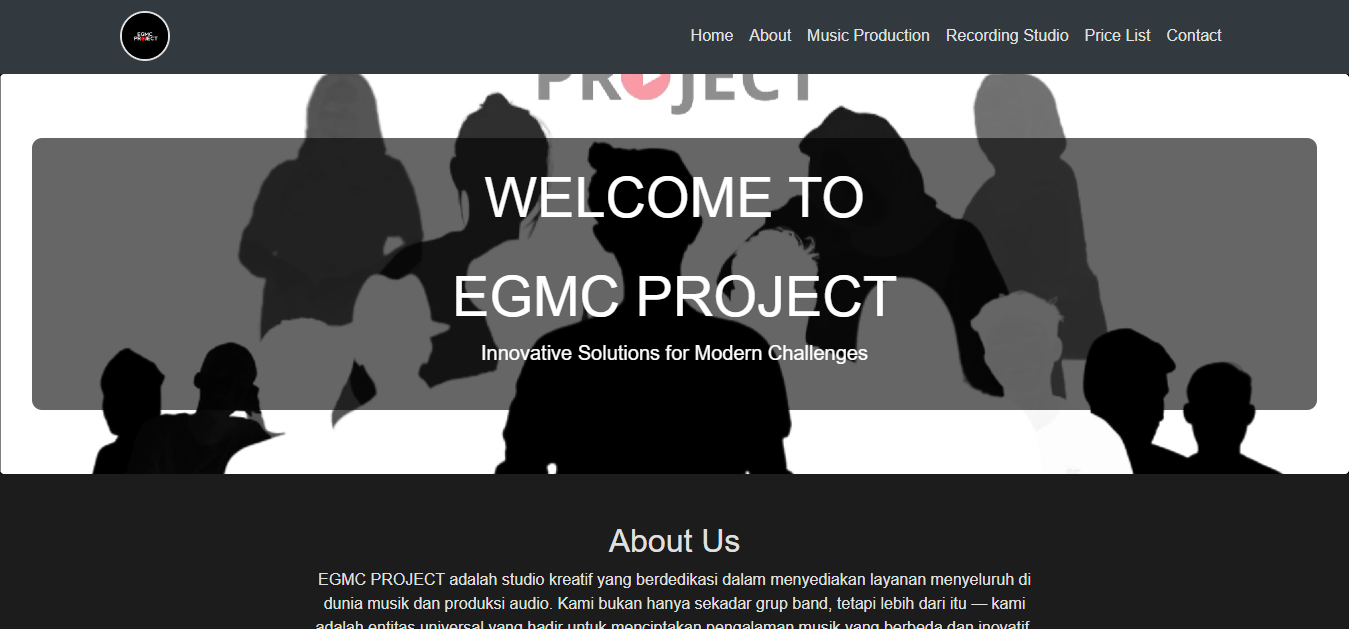 EGMC
PROJECT
Home About Music Production Recording Studio Price List Contact
PROJECT
WELCOME TO
EGMC PROJECT
Innovative Solutions for Modern Challenges
About Us
EGMC PROJECT adalah studio kreatif yang berdedikasi dalam menyediakan layanan menyeluruh di
dunia musik dan produksi audio. Kami bukan hanya sekadar grup band, tetapi lebih dari itu — kami
adalah entitas universal yang hadir untuk menciptakan pengalaman musik yang berbeda dan inovatif.